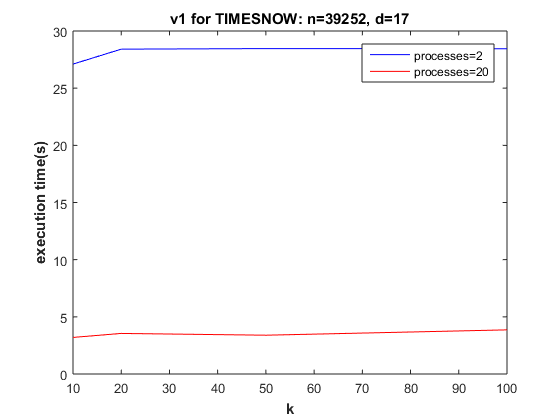 v1 for TIMESNOW: n=39252, d=17
30
25
20
15
10
5
0
execution time(s)
processes=2
processes=20
10 20 30 40 50 60 70 80 90 100
k